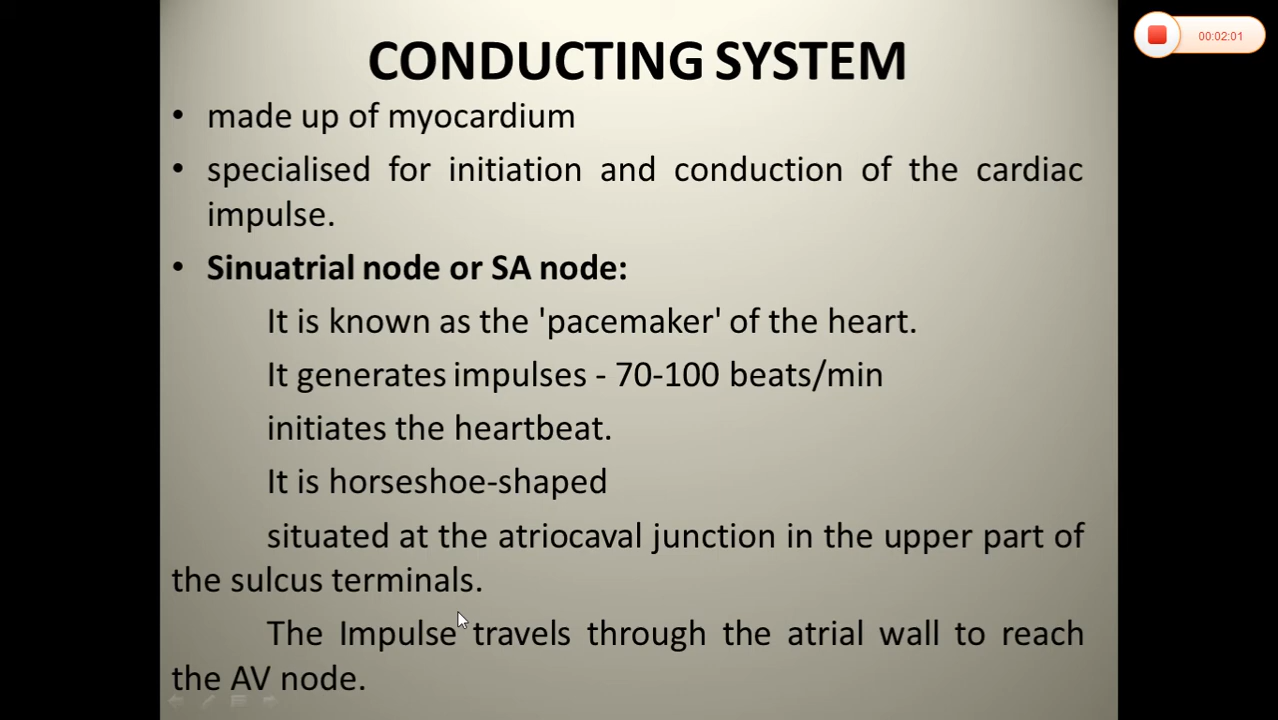 CONDUCTING SYSTEM
00:02:01
• made up of myocardium
• specialised for initiation and conduction of the cardiac
impulse.
• Sinuatrial node or SA node:
It is known as the 'pacemaker' of the heart.
It generates impulses - 70-100 beats/min
initiates the heartbeat.
It is horseshoe-shaped
situated at the atriocaval junction in the upper part of
the sulcus terminals.
The Impulse travels through the atrial wall to reach
the AV node.